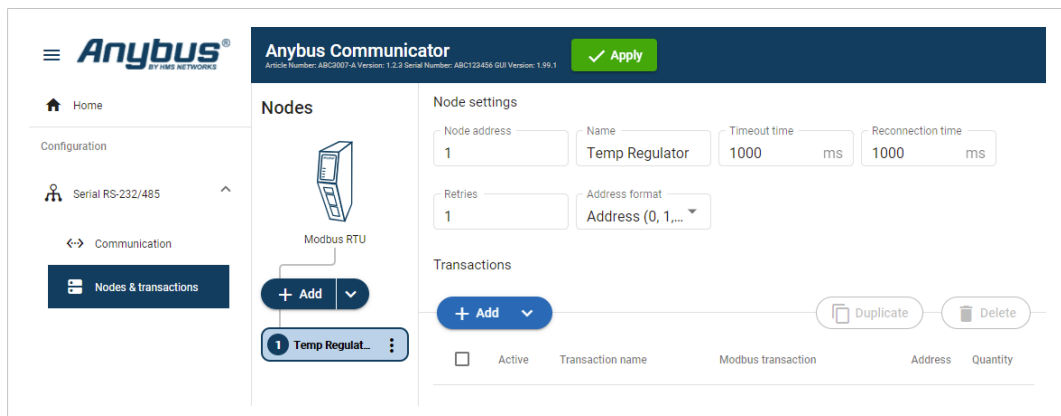 Anybus®
BY HMS NETWORKS
Anybus Communicator
Article Number: ABC3007-A Version: 1.2.3 Serial Number: ABC123456 GUI Version: 1.99.1
Apply
Home
Configuration
Serial RS-232/485
Communication
Nodes & transactions
Nodes
Modbus RTU
Add
1 Temp Regulat...
Node settings
Node address
1
Name
Temp Regulator
Timeout time
1000 ms
Reconnection time
1000 ms
Retries
1
Address format
Address (0, 1,...
Transactions
Add
Duplicate
Delete
Active Transaction name Modbus transaction Address Quantity